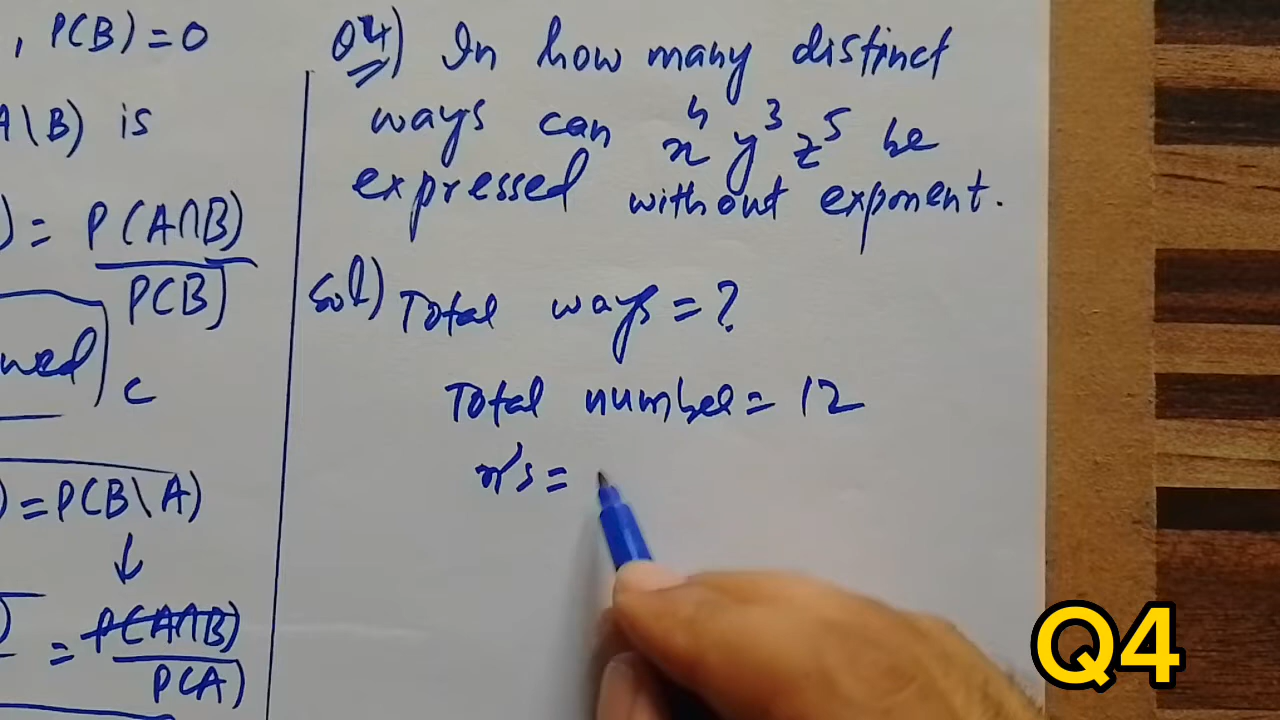 , P(B)=0
A\B) is
) = P(A∩B)
P(B)
c
) = P(B\A)
↓
= P(A∩B)
P(A)
Q4) In how many distinct
ways can x⁴ y³ z⁵ be
expressed without exponent.
Sol) Total ways = ?
Total number = 12
x's =
Q4